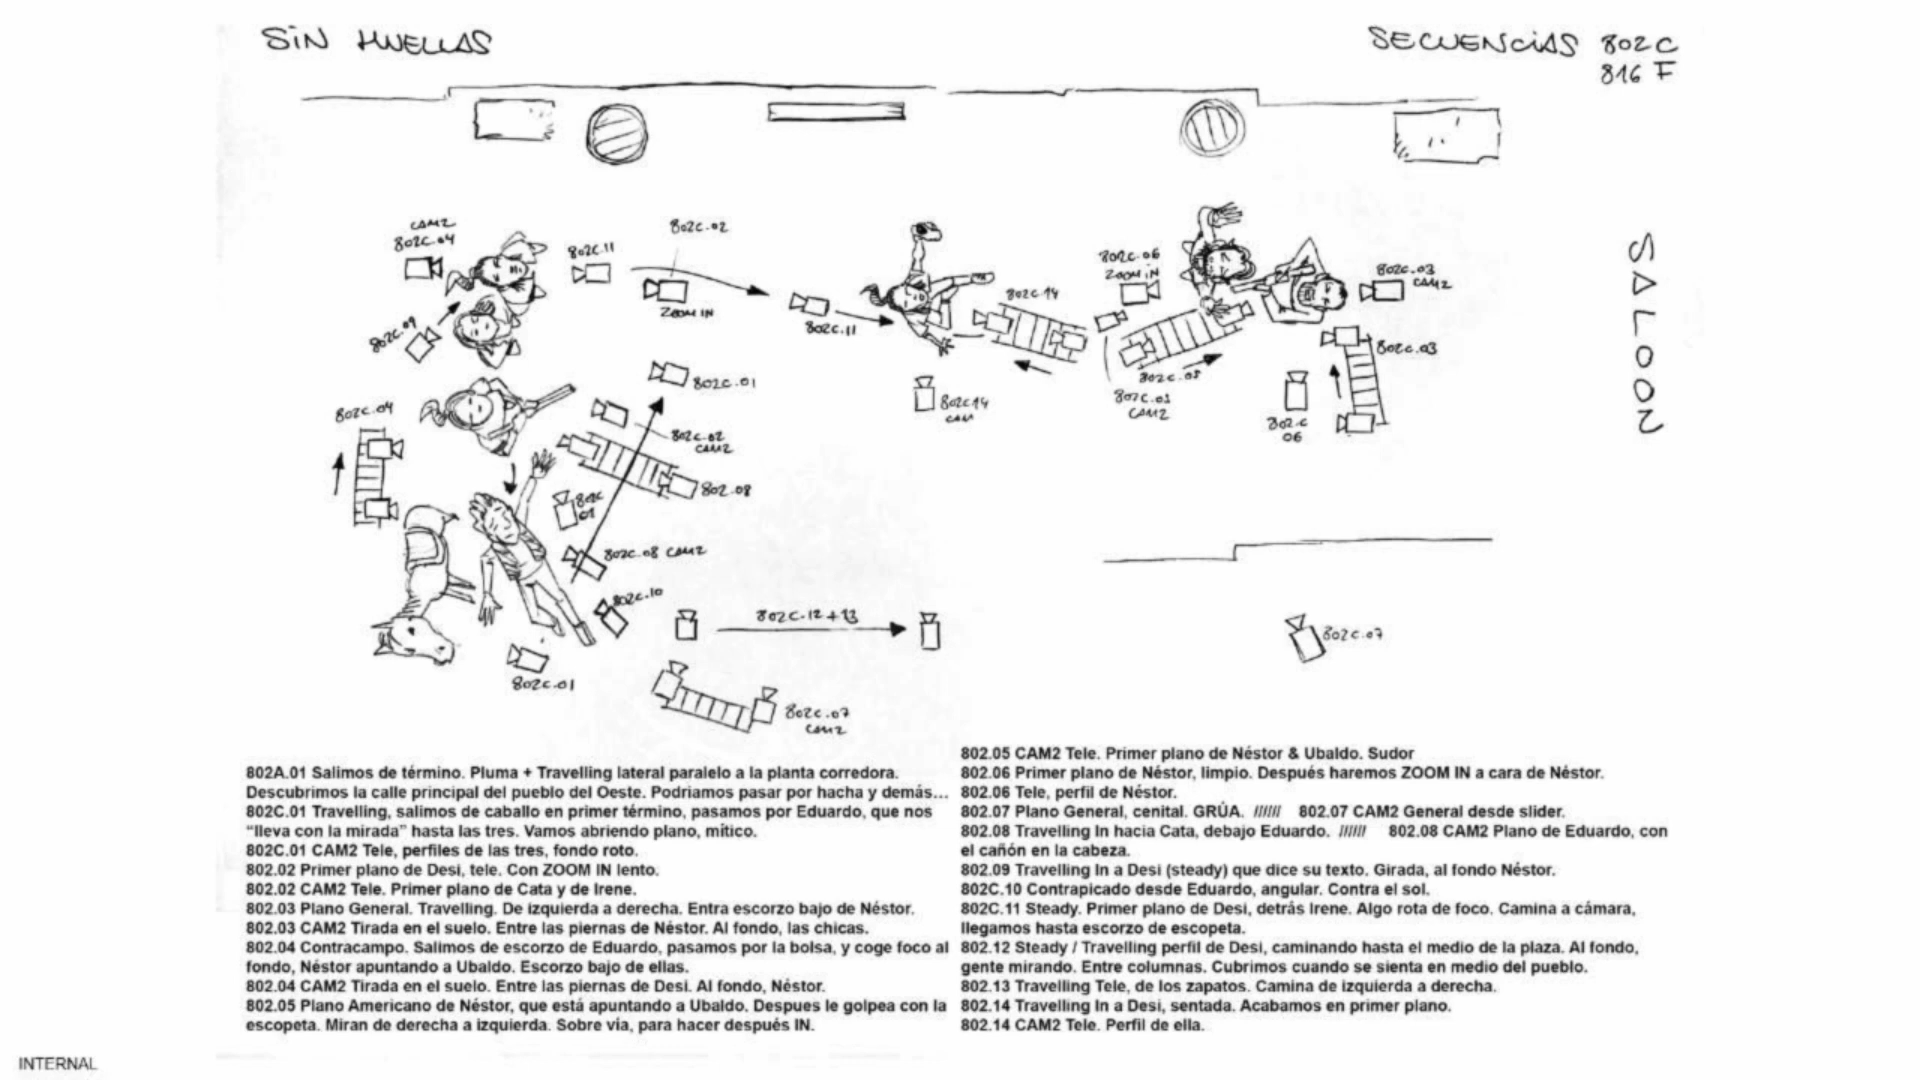 SIN HUELLAS
SECUENCIAS 802C
816 F
CAM2
802C.04
802C.11
802C.02
ZOOM IN
802C.09
802C.11
802C.14
802C.06
ZOOM IN
802C.03
CAM2
SALOON
802C.03
802C.05
802C.14
CAM
802C.01
802C.04
802C.02
CAM2
802.08
802C
01
802C.08 CAM2
802C.10
802C.12+13
802C
06
802C.07
802C.01
802C.07
CAM2
802A.01 Salimos de término. Pluma + Travelling lateral paralelo a la planta corredora.
Descubrimos la calle principal del pueblo del Oeste. Podriamos pasar por hacha y demás...
802C.01 Travelling, salimos de caballo en primer término, pasamos por Eduardo, que nos
“lleva con la mirada” hasta las tres. Vamos abriendo plano, mítico.
802C.01 CAM2 Tele, perfiles de las tres, fondo roto.
802.02 Primer plano de Desi, tele. Con ZOOM IN lento.
802.02 CAM2 Tele. Primer plano de Cata y de Irene.
802.03 Plano General. Travelling. De izquierda a derecha. Entra escorzo bajo de Néstor.
802.03 CAM2 Tirada en el suelo. Entre las piernas de Néstor. Al fondo, las chicas.
802.04 Contracampo. Salimos de escorzo de Eduardo, pasamos por la bolsa, y coge foco al
fondo, Néstor apuntando a Ubaldo. Escorzo bajo de ellas.
802.04 CAM2 Tirada en el suelo. Entre las piernas de Desi. Al fondo, Néstor.
802.05 Plano Americano de Néstor, que está apuntando a Ubaldo. Despues le golpea con la
escopeta. Miran de derecha a izquierda. Sobre vía, para hacer después IN.
802.05 CAM2 Tele. Primer plano de Néstor & Ubaldo. Sudor
802.06 Primer plano de Néstor, limpio. Después haremos ZOOM IN a cara de Néstor.
802.06 Tele, perfil de Néstor.
802.07 Plano General, cenital. GRÚA. ////// 802.07 CAM2 General desde slider.
802.08 Travelling In hacia Cata, debajo Eduardo. ////// 802.08 CAM2 Plano de Eduardo, con
el cañón en la cabeza.
802.09 Travelling In a Desi (steady) que dice su texto. Girada, al fondo Néstor.
802C.10 Contrapicado desde Eduardo, angular. Contra el sol.
802C.11 Steady. Primer plano de Desi, detrás Irene. Algo rota de foco. Camina a cámara,
llegamos hasta escorzo de escopeta.
802.12 Steady / Travelling perfil de Desi, caminando hasta el medio de la plaza. Al fondo,
gente mirando. Entre columnas. Cubrimos cuando se sienta en medio del pueblo.
802.13 Travelling Tele, de los zapatos. Camina de izquierda a derecha.
802.14 Travelling In a Desi, sentada. Acabamos en primer plano.
802.14 CAM2 Tele. Perfil de ella.
INTERNAL